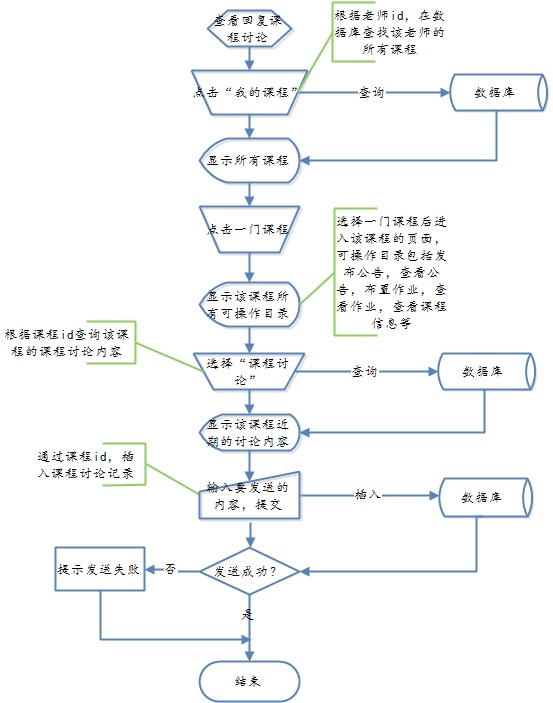 查看回复课
程讨论
根据老师id，在数
据库查找该老师的
所有课程
点击“我的课程”
查询
数据库
显示所有课程
点击一门课程
选择一门课程后进
入该课程的页面，
可操作目录包括发
布公告，查看公
告，布置作业，查
看作业，查看课程
信息等
显示该课程所
有可操作目录
根据课程id查询该课
程的课程讨论内容
选择“课程讨
论”
查询
数据库
显示该课程近
期的讨论内容
通过课程id，插
入课程讨论记录
输入要发送的
内容，提交
插入
数据库
发送成功？
否
提示发送失败
是
结束